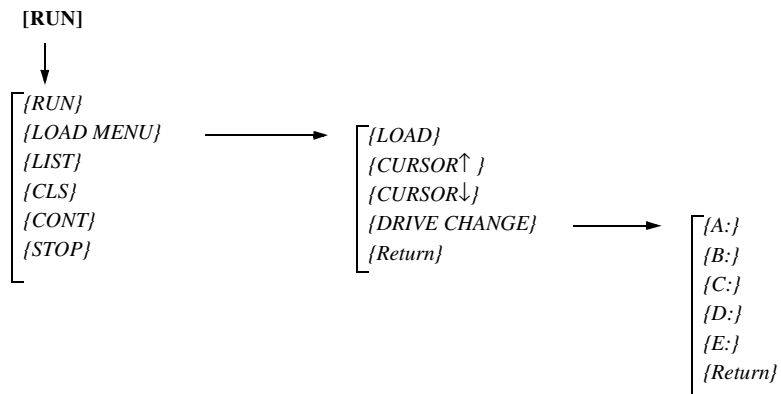 [RUN]
{RUN}
{LOAD MENU}
{LIST}
{CLS}
{CONT}
{STOP}
{LOAD}
{CURSOR↑ }
{CURSOR↓}
{DRIVE CHANGE}
{Return}
{A:}
{B:}
{C:}
{D:}
{E:}
{Return}